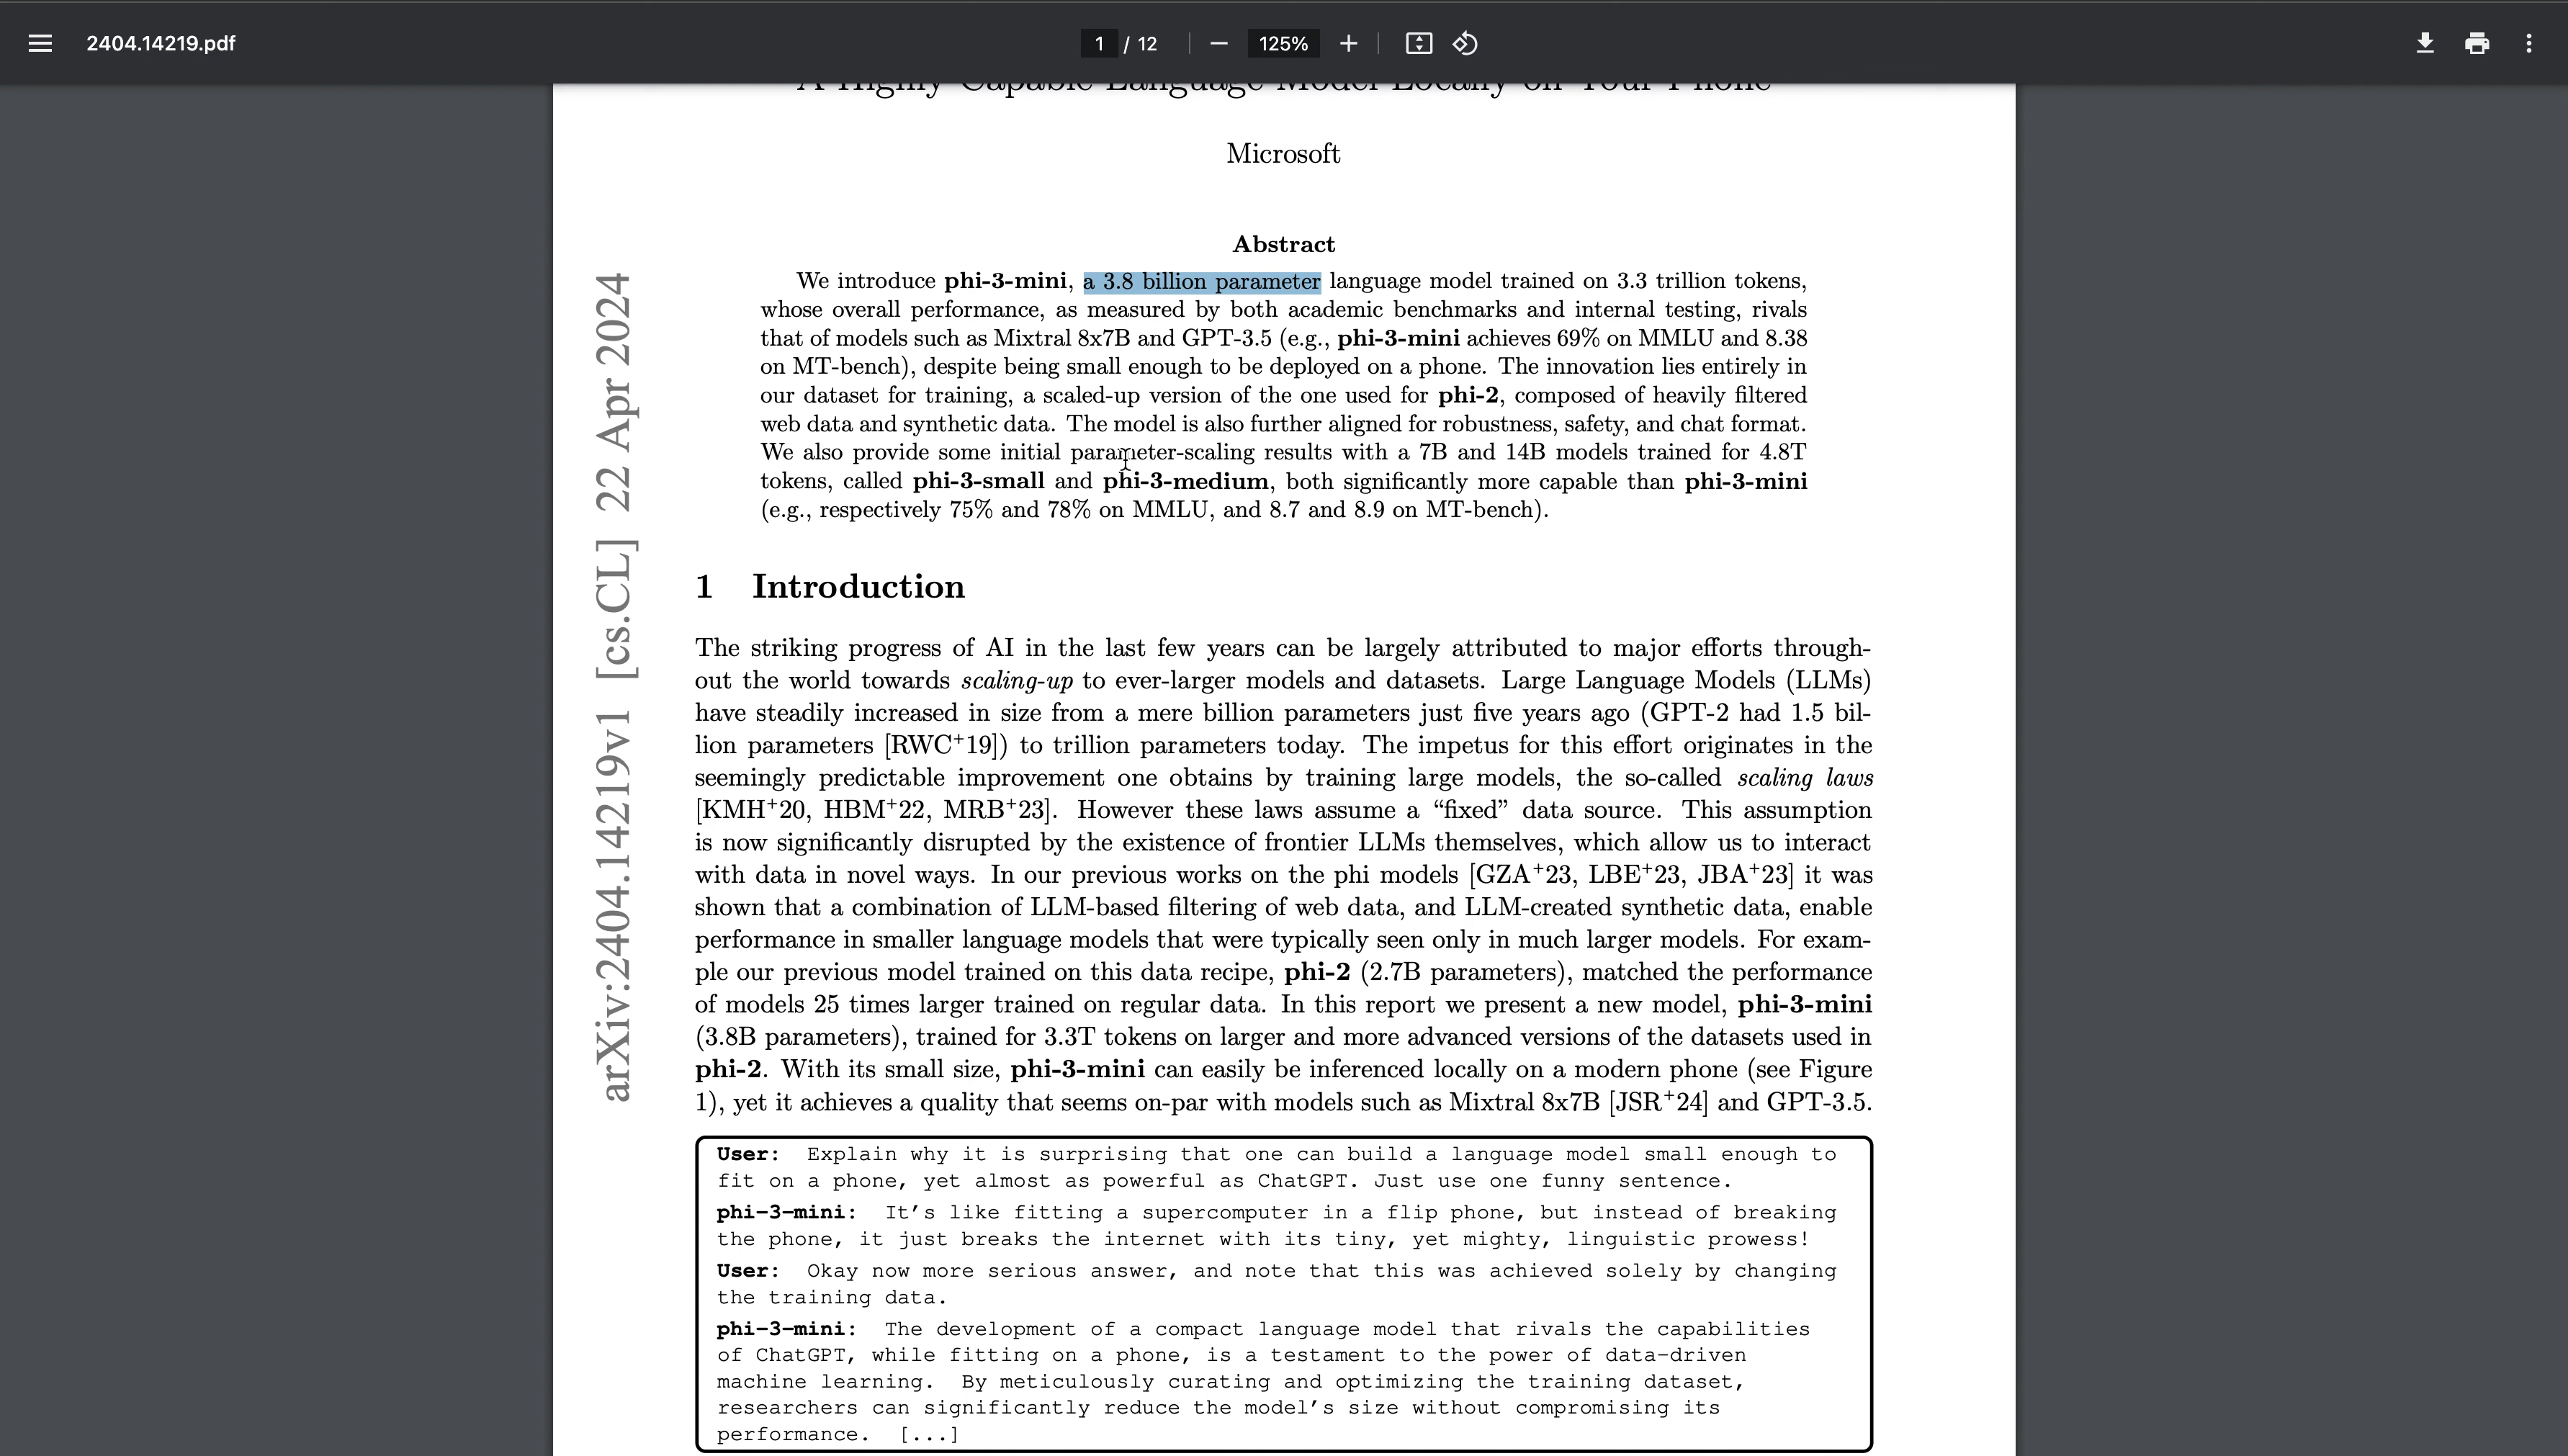 2404.14219.pdf
1 / 12
125%
A Highly Capable Language Model Locally on Your Phone
Microsoft
Abstract
We introduce phi-3-mini, a 3.8 billion parameter language model trained on 3.3 trillion tokens,
whose overall performance, as measured by both academic benchmarks and internal testing, rivals
that of models such as Mixtral 8x7B and GPT-3.5 (e.g., phi-3-mini achieves 69% on MMLU and 8.38
on MT-bench), despite being small enough to be deployed on a phone. The innovation lies entirely in
our dataset for training, a scaled-up version of the one used for phi-2, composed of heavily filtered
web data and synthetic data. The model is also further aligned for robustness, safety, and chat format.
We also provide some initial parameter-scaling results with a 7B and 14B models trained for 4.8T
tokens, called phi-3-small and phi-3-medium, both significantly more capable than phi-3-mini
(e.g., respectively 75% and 78% on MMLU, and 8.7 and 8.9 on MT-bench).
arXiv:2404.14219v1 [cs.CL] 22 Apr 2024
1 Introduction
The striking progress of AI in the last few years can be largely attributed to major efforts through-
out the world towards scaling-up to ever-larger models and datasets. Large Language Models (LLMs)
have steadily increased in size from a mere billion parameters just five years ago (GPT-2 had 1.5 bil-
lion parameters [RWC+19]) to trillion parameters today. The impetus for this effort originates in the
seemingly predictable improvement one obtains by training large models, the so-called scaling laws
[KMH+20, HBM+22, MRB+23]. However these laws assume a “fixed” data source. This assumption
is now significantly disrupted by the existence of frontier LLMs themselves, which allow us to interact
with data in novel ways. In our previous works on the phi models [GZA+23, LBE+23, JBA+23] it was
shown that a combination of LLM-based filtering of web data, and LLM-created synthetic data, enable
performance in smaller language models that were typically seen only in much larger models. For exam-
ple our previous model trained on this data recipe, phi-2 (2.7B parameters), matched the performance
of models 25 times larger trained on regular data. In this report we present a new model, phi-3-mini
(3.8B parameters), trained for 3.3T tokens on larger and more advanced versions of the datasets used in
phi-2. With its small size, phi-3-mini can easily be inferenced locally on a modern phone (see Figure
1), yet it achieves a quality that seems on-par with models such as Mixtral 8x7B [JSR+24] and GPT-3.5.
User: Explain why it is surprising that one can build a language model small enough to
fit on a phone, yet almost as powerful as ChatGPT. Just use one funny sentence.
phi-3-mini: It's like fitting a supercomputer in a flip phone, but instead of breaking
the phone, it just breaks the internet with its tiny, yet mighty, linguistic prowess!
User: Okay now more serious answer, and note that this was achieved solely by changing
the training data.
phi-3-mini: The development of a compact language model that rivals the capabilities
of ChatGPT, while fitting on a phone, is a testament to the power of data-driven
machine learning. By meticulously curating and optimizing the training dataset,
researchers can significantly reduce the model's size without compromising its
performance. [...]